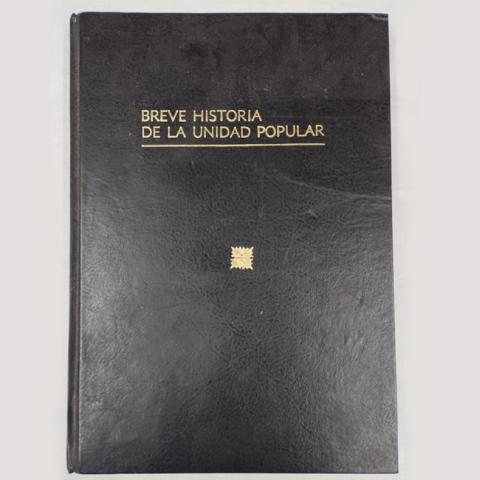 BREVE HISTORIA
DE LA UNIDAD POPULAR